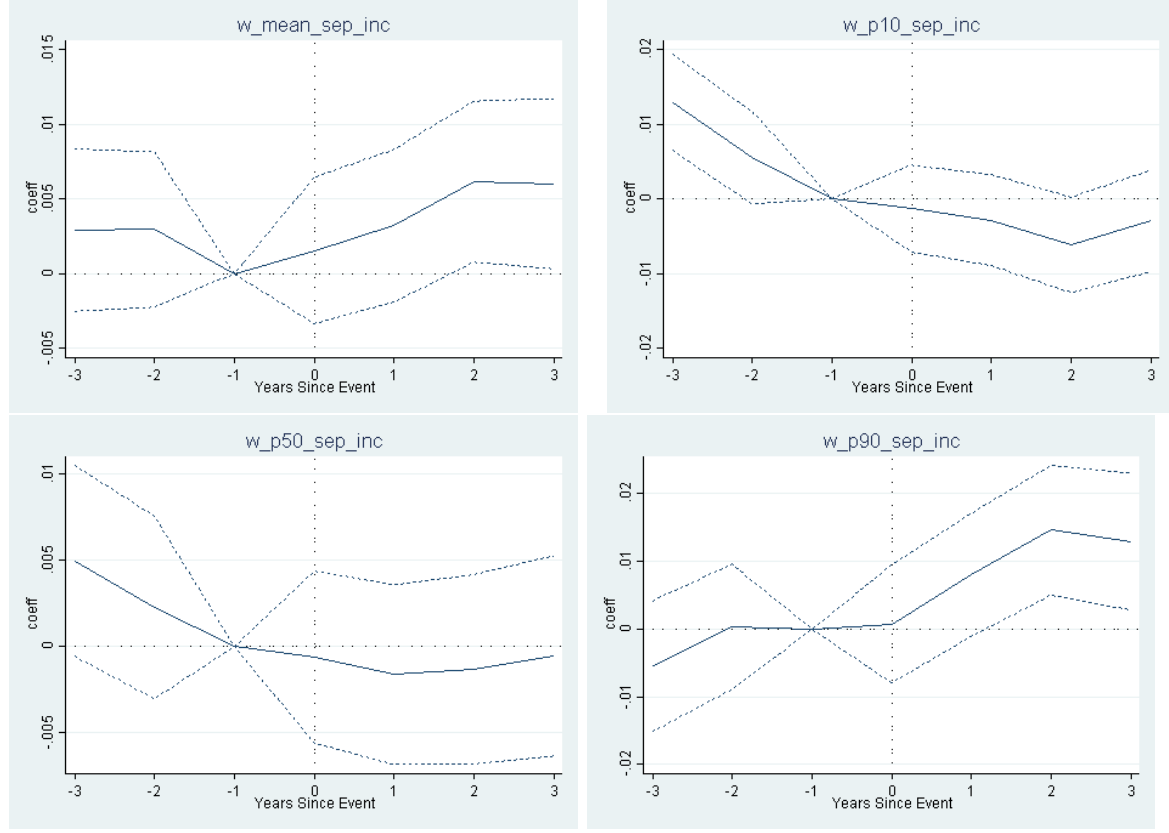 w_mean_sep_inc
.015
.01
.005
0
-.005
coeff
-3 -2 -1 0 1 2 3
Years Since Event
w_p10_sep_inc
.02
.01
0
-.01
-.02
coeff
-3 -2 -1 0 1 2 3
Years Since Event
w_p50_sep_inc
.01
.005
0
-.005
coeff
-3 -2 -1 0 1 2 3
Years Since Event
w_p90_sep_inc
.02
.01
0
-.01
-.02
coeff
-3 -2 -1 0 1 2 3
Years Since Event